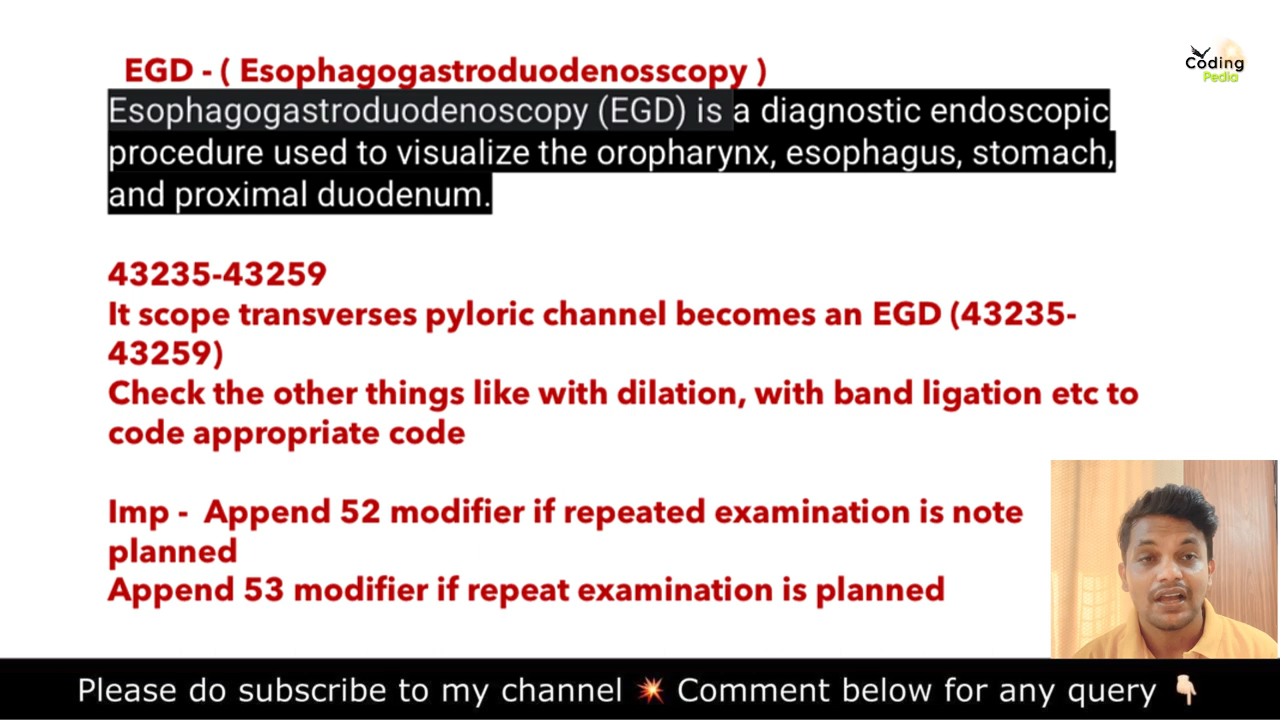 EGD - ( Esophagogastroduodenosscopy )
Coding
Pedia
Esophagogastroduodenoscopy (EGD) is a diagnostic endoscopic
procedure used to visualize the oropharynx, esophagus, stomach,
and proximal duodenum.
43235-43259
It scope transverses pyloric channel becomes an EGD (43235-
43259)
Check the other things like with dilation, with band ligation etc to
code appropriate code
Imp - Append 52 modifier if repeated examination is note
planned
Append 53 modifier if repeat examination is planned
Please do subscribe to my channel 💥 Comment below for any query 👇🏻